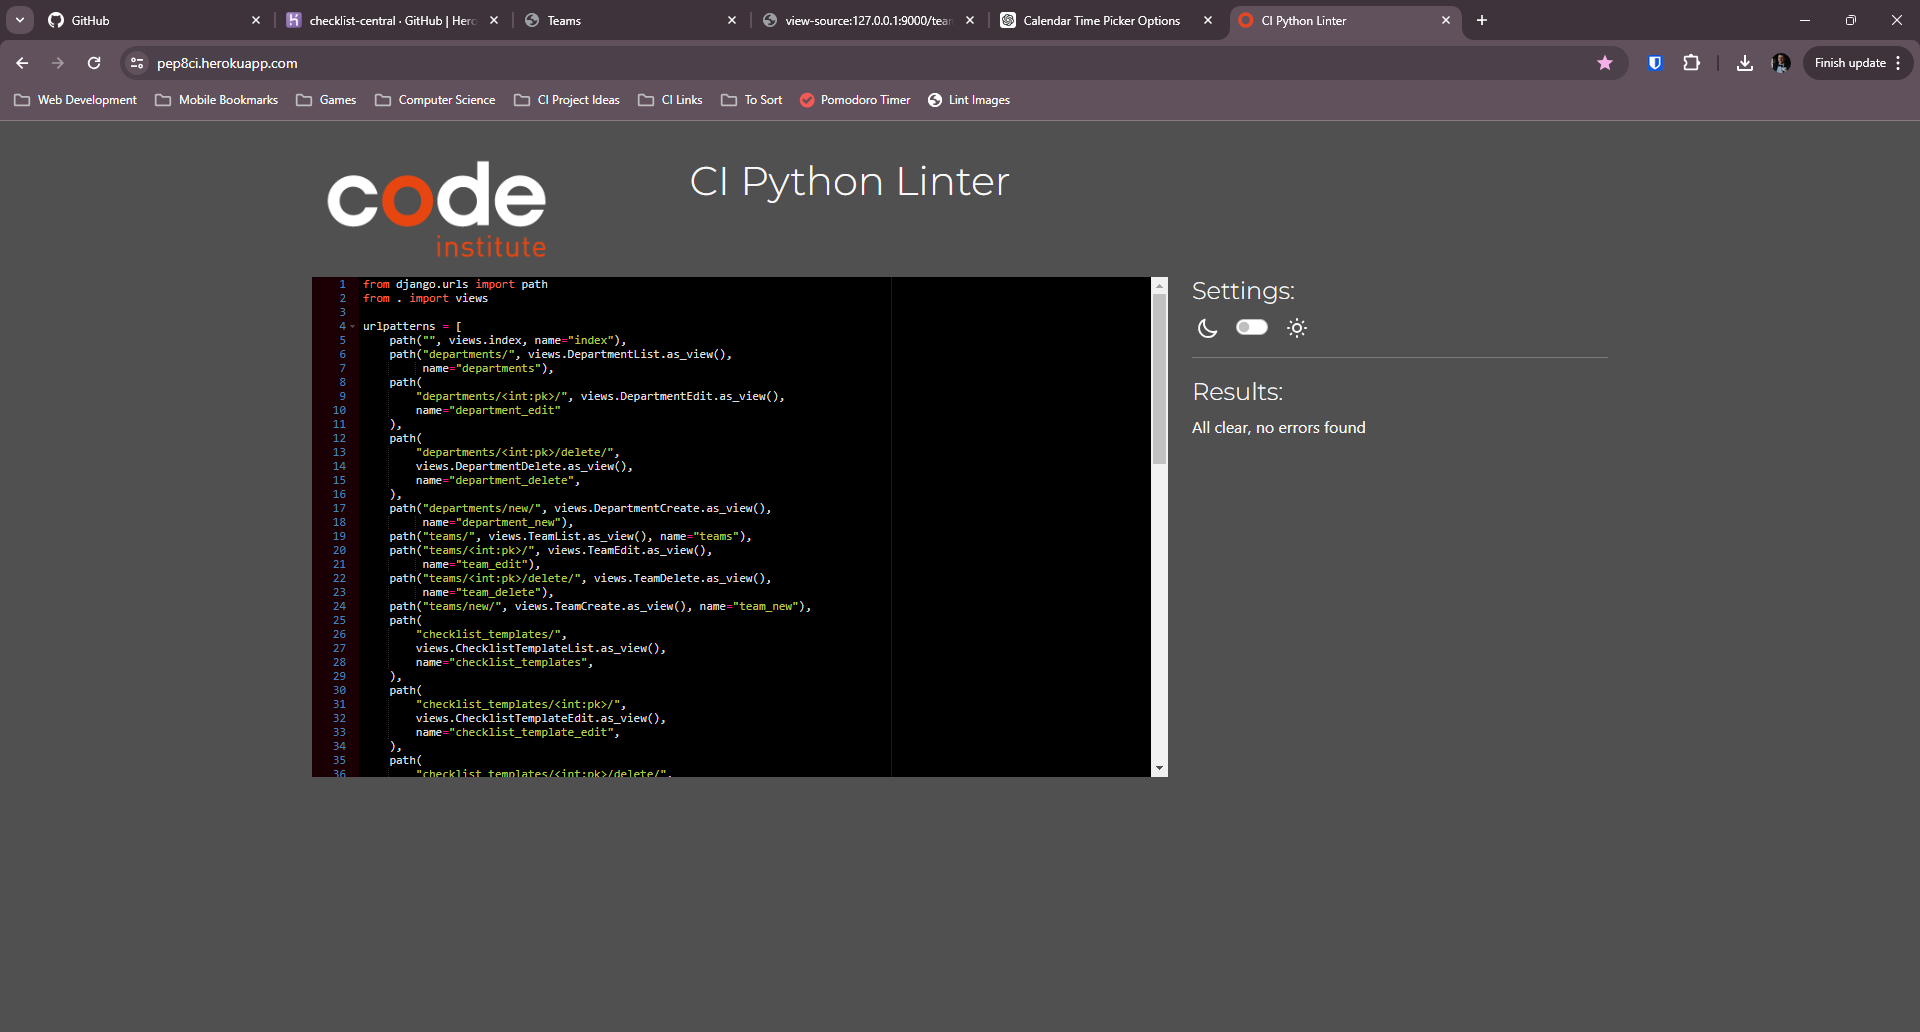 GitHub
checklist-central · GitHub | Hero
Teams
view-source:127.0.0.1:9000/tear
Calendar Time Picker Options
CI Python Linter
pep8ci.herokuapp.com
Finish update
Web Development
Mobile Bookmarks
Games
Computer Science
CI Project Ideas
CI Links
To Sort
Pomodoro Timer
Lint Images
code
institute
CI Python Linter
1 from django.urls import path
2 from . import views
3
4 urlpatterns = [
5     path("", views.index, name="index"),
6     path("departments/", views.DepartmentList.as_view(),
7          name="departments"),
8     path(
9         "departments/<int:pk>/", views.DepartmentEdit.as_view(),
10         name="department_edit"
11     ),
12     path(
13         "departments/<int:pk>/delete/",
14         views.DepartmentDelete.as_view(),
15         name="department_delete",
16     ),
17     path("departments/new/", views.DepartmentCreate.as_view(),
18          name="department_new"),
19     path("teams/", views.TeamList.as_view(), name="teams"),
20     path("teams/<int:pk>/", views.TeamEdit.as_view(),
21          name="team_edit"),
22     path("teams/<int:pk>/delete/", views.TeamDelete.as_view(),
23          name="team_delete"),
24     path("teams/new/", views.TeamCreate.as_view(), name="team_new"),
25     path(
26         "checklist_templates/",
27         views.ChecklistTemplateList.as_view(),
28         name="checklist_templates",
29     ),
30     path(
31         "checklist_templates/<int:pk>/",
32         views.ChecklistTemplateEdit.as_view(),
33         name="checklist_template_edit",
34     ),
35     path(
36         "checklist_templates/<int:pk>/delete/",
Settings:
Results:
All clear, no errors found